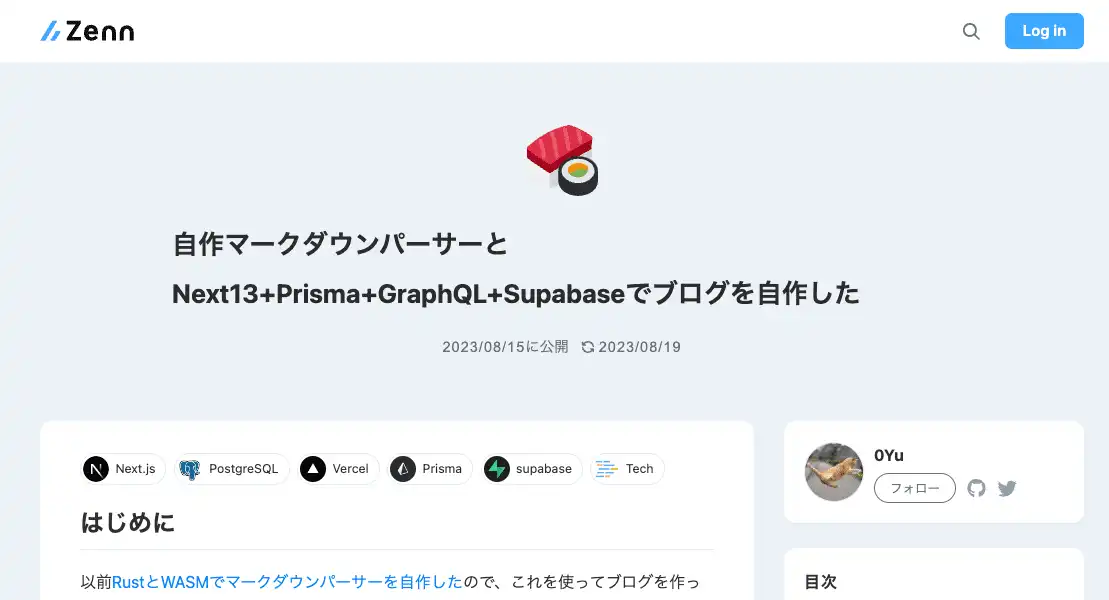 Zenn
Log in
自作マークダウンパーサーと
Next13+Prisma+GraphQL+Supabaseでブログを自作した
2023/08/15に公開 2023/08/19
Next.js PostgreSQL Vercel Prisma supabase Tech
はじめに
以前RustとWASMでマークダウンパーサーを自作したので、これを使ってブログを作っ
0Yu
フォロー
目次